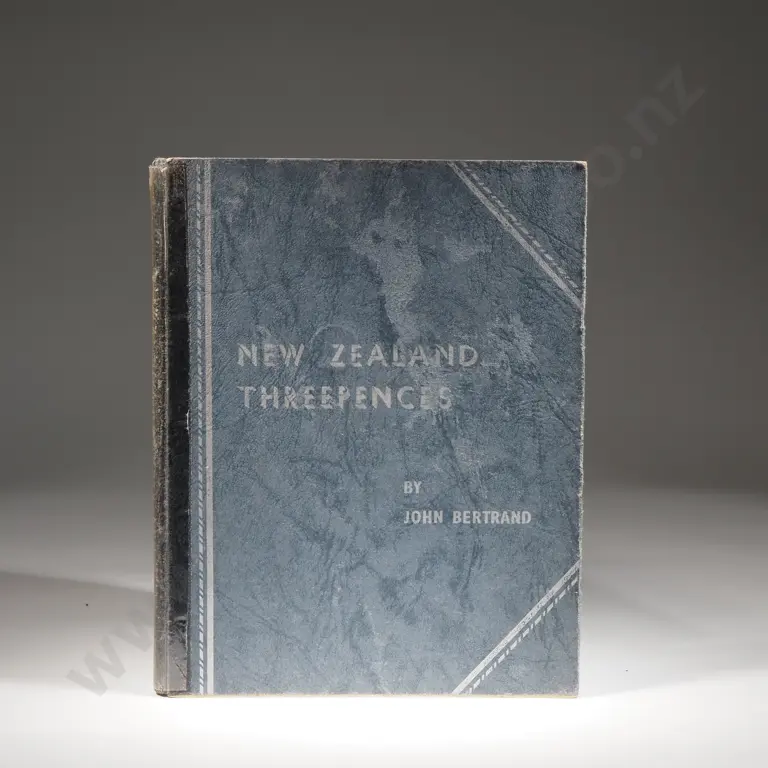 NEW ZEALAND
THREEPENCES
BY
JOHN BERTRAND